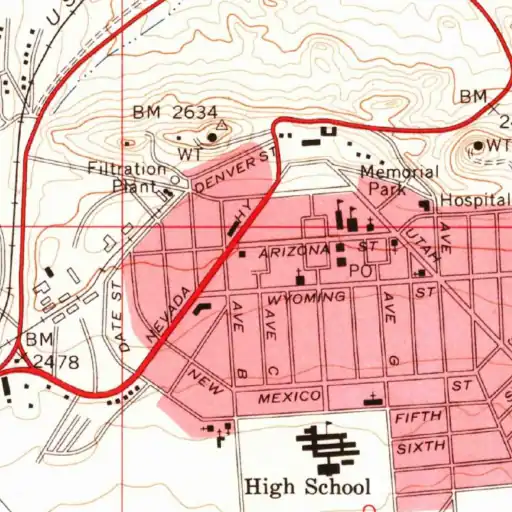 U S
BM 2634
BM
WT
WT
Filtration
Plant
DENVER ST
Memorial
Park
Hospital
HY
UTAH
AVE
ARIZONA ST
PO
NEVADA
DATE ST
WYOMING ST
AVE B
AVE C
AVE G
BM
2478
NEW MEXICO ST
FIFTH
SIXTH
High School